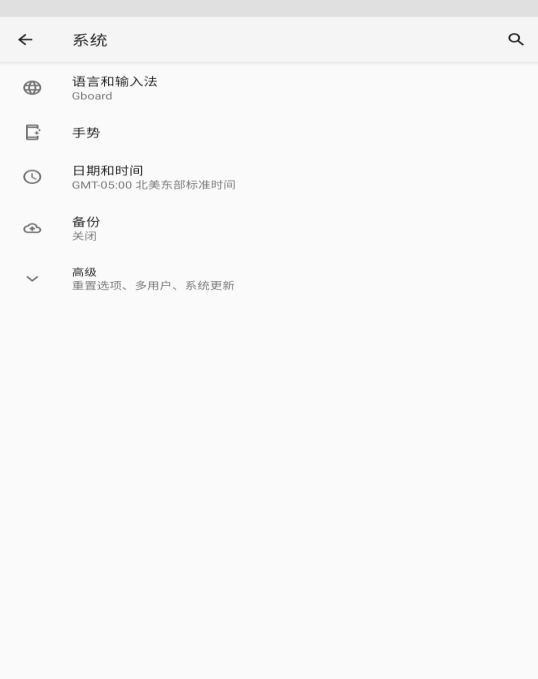 系统
语言和输入法
Gboard
手势
日期和时间
GMT-05:00 北美东部标准时间
备份
关闭
高级
重置选项、多用户、系统更新